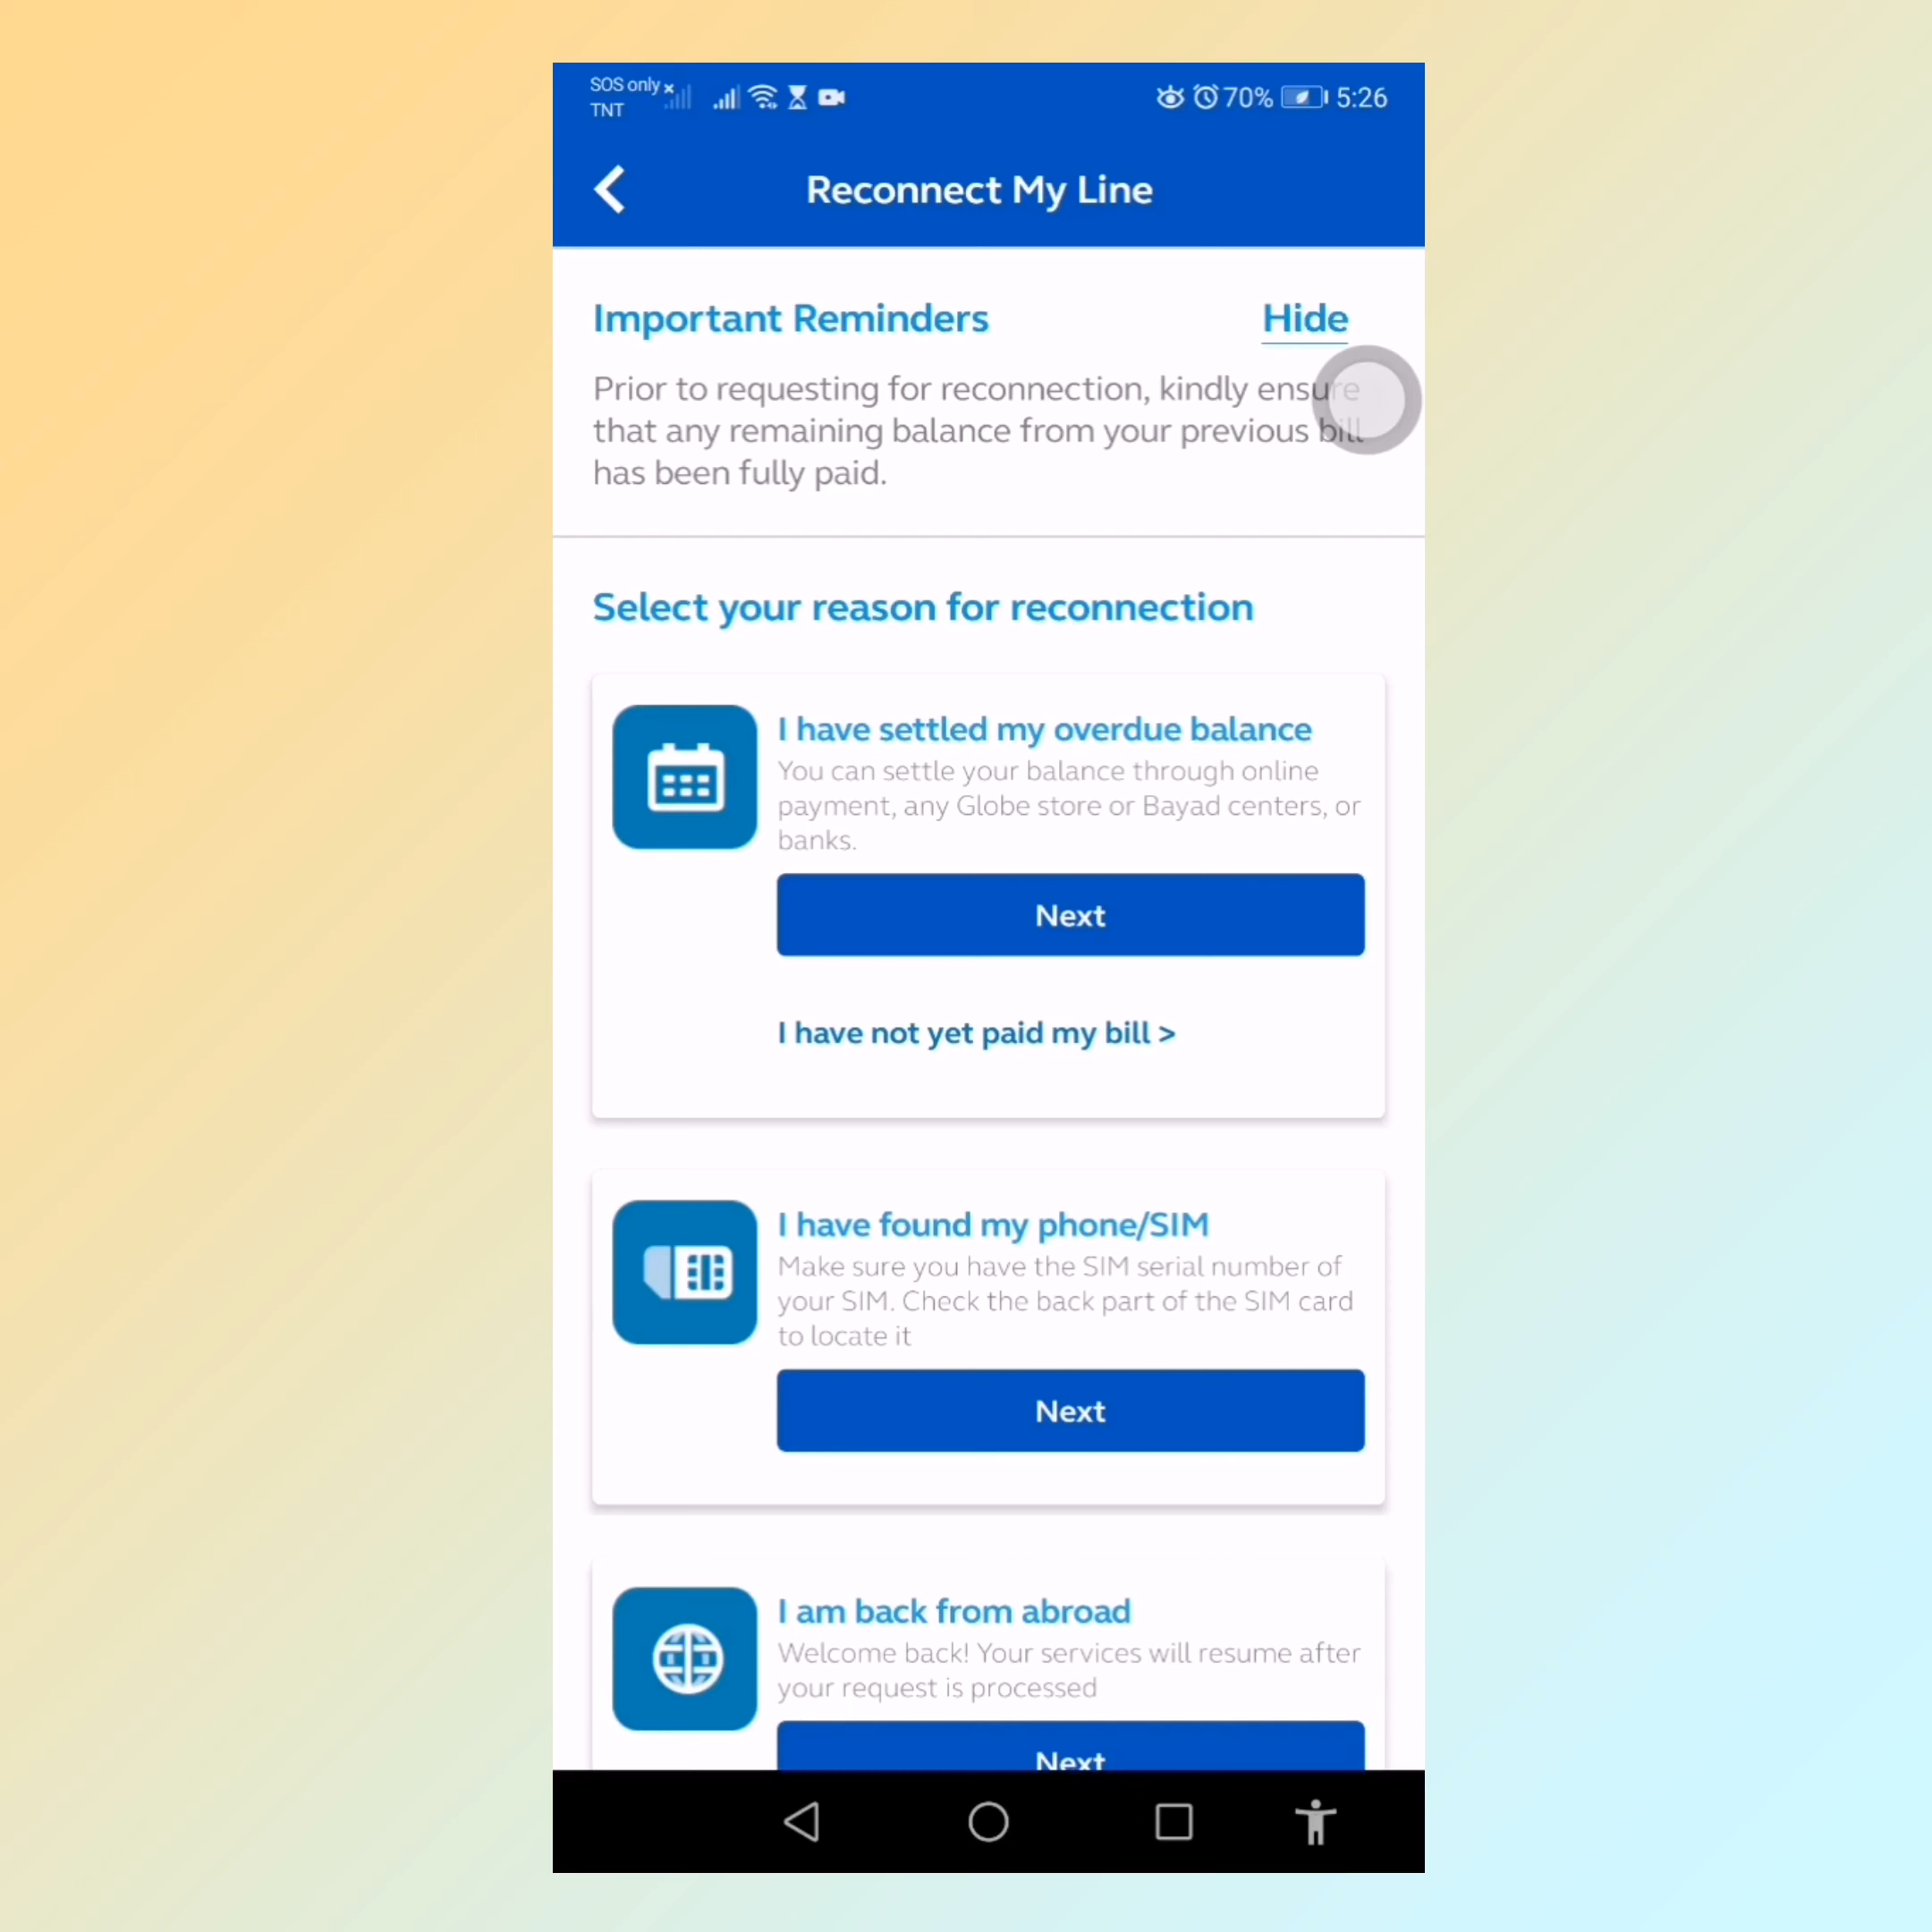 SOS only
TNT
70% 5:26
Reconnect My Line
Important Reminders Hide
Prior to requesting for reconnection, kindly ensure
that any remaining balance from your previous bill
has been fully paid.
Select your reason for reconnection
I have settled my overdue balance
You can settle your balance through online
payment, any Globe store or Bayad centers, or
banks.
Next
I have not yet paid my bill >
I have found my phone/SIM
Make sure you have the SIM serial number of
your SIM. Check the back part of the SIM card
to locate it
Next
I am back from abroad
Welcome back! Your services will resume after
your request is processed
Next